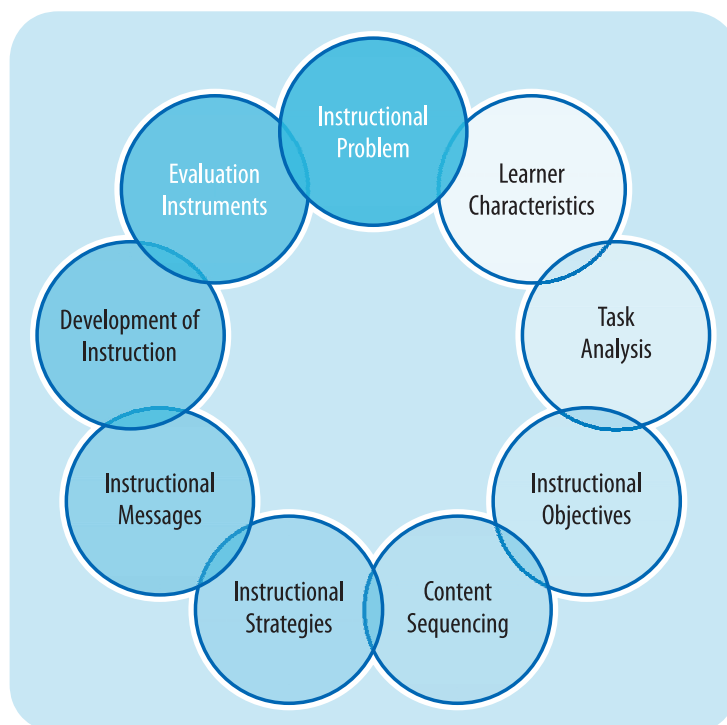 Instructional
Problem
Learner
Characteristics
Task
Analysis
Instructional
Objectives
Content
Sequencing
Instructional
Strategies
Instructional
Messages
Development of
Instruction
Evaluation
Instruments